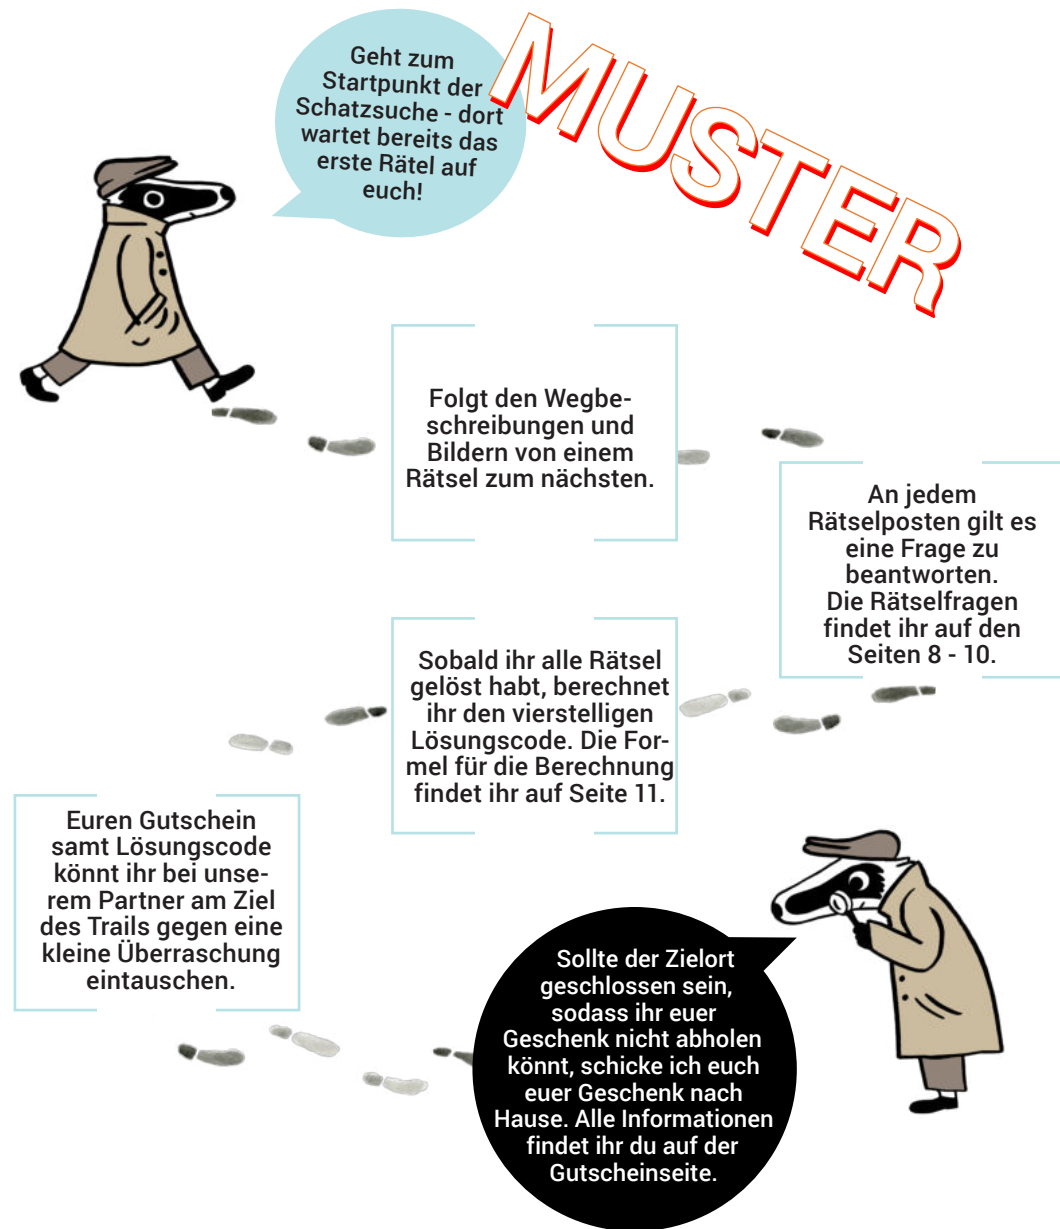 Geht zum
Startpunkt der
Schatzsuche - dort
wartet bereits das
erste Rätel auf
euch!
MUSTER
Folgt den Wegbe-
schreibungen und
Bildern von einem
Rätsel zum nächsten.
An jedem
Rätselposten gilt es
eine Frage zu
beantworten.
Die Rätselfragen
findet ihr auf den
Seiten 8 - 10.
Sobald ihr alle Rätsel
gelöst habt, berechnet
ihr den vierstelligen
Lösungscode. Die For-
mel für die Berechnung
findet ihr auf Seite 11.
Euren Gutschein
samt Lösungscode
könnt ihr bei unse-
rem Partner am Ziel
des Trails gegen eine
kleine Überraschung
eintauschen.
Sollte der Zielort
geschlossen sein,
sodass ihr euer
Geschenk nicht abholen
könnt, schicke ich euch
euer Geschenk nach
Hause. Alle Informationen
findet ihr du auf der
Gutscheinseite.